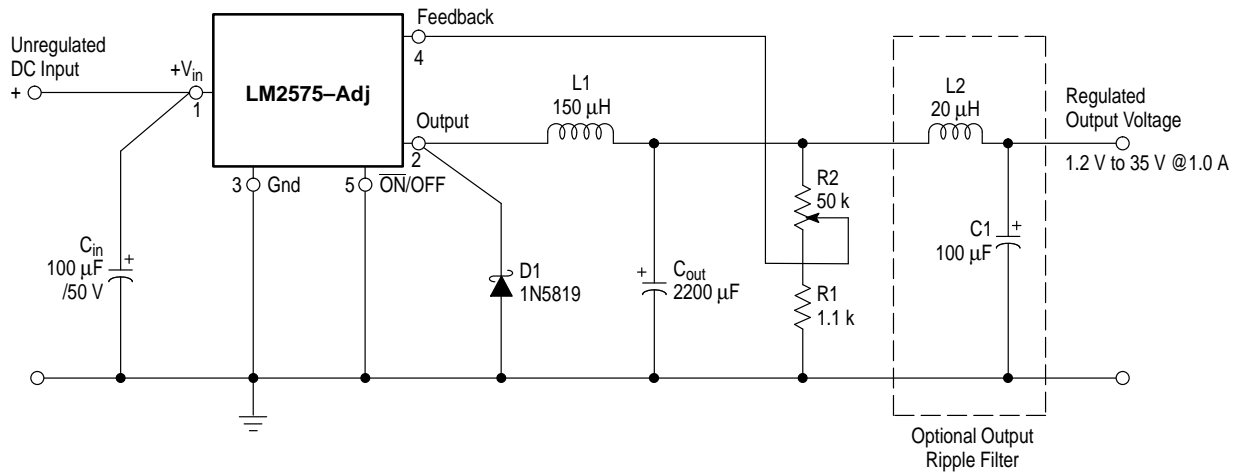 Feedback
4
Unregulated
DC Input
+
+Vin
1
LM2575–Adj
Output
2
3
Gnd
5
ON/OFF
L1
150 μH
L2
20 μH
Regulated
Output Voltage
1.2 V to 35 V @1.0 A
R2
50 k
Cin
100 μF
/50 V
+
D1
1N5819
+
Cout
2200 μF
R1
1.1 k
C1
100 μF
+
Optional Output
Ripple Filter